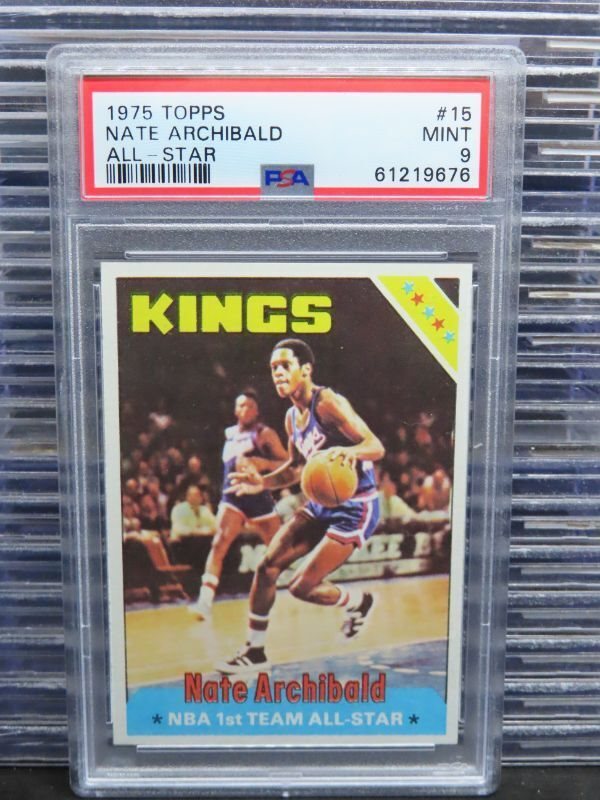 1975 TOPPS #15
NATE ARCHIBALD MINT
ALL-STAR 9
PSA 61219676
KINGS
Nate Archibald
★ NBA 1st TEAM ALL-STAR ★